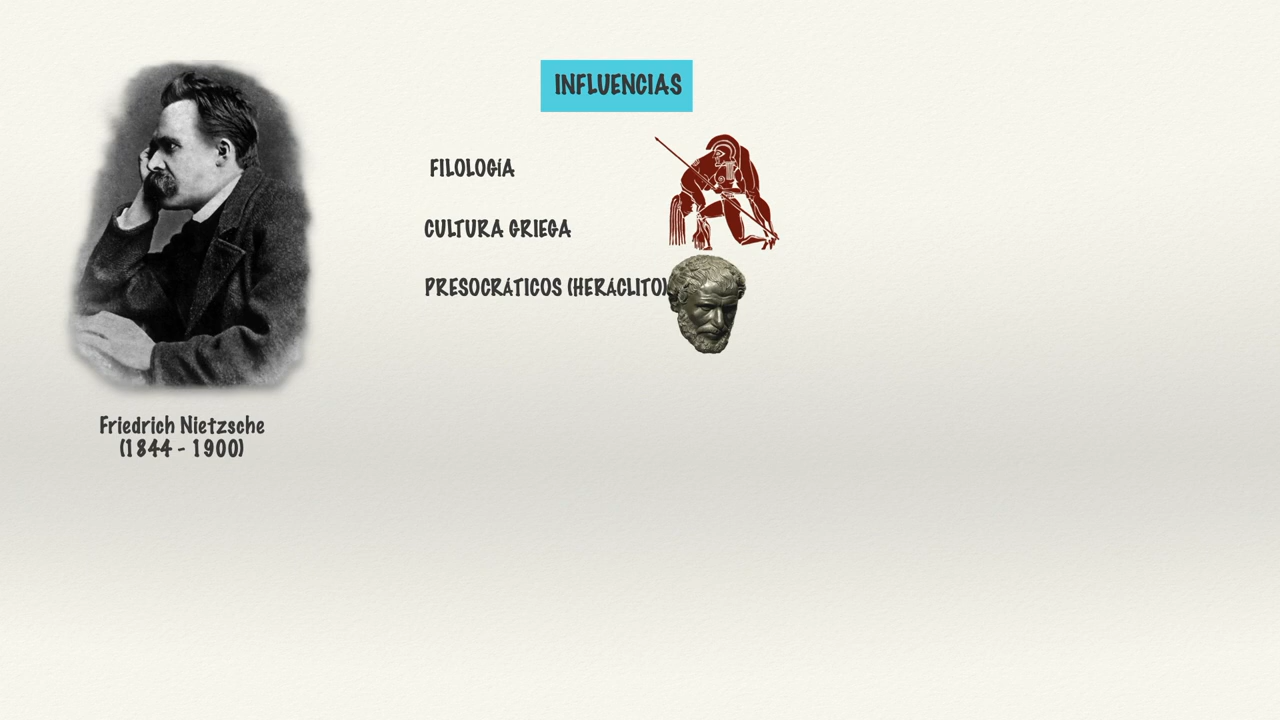 INFLUENCIAS
FILOLOGÍA
CULTURA GRIEGA
PRESOCRÁTICOS (HERÁCLITO)
Friedrich Nietzsche
(1844 - 1900)